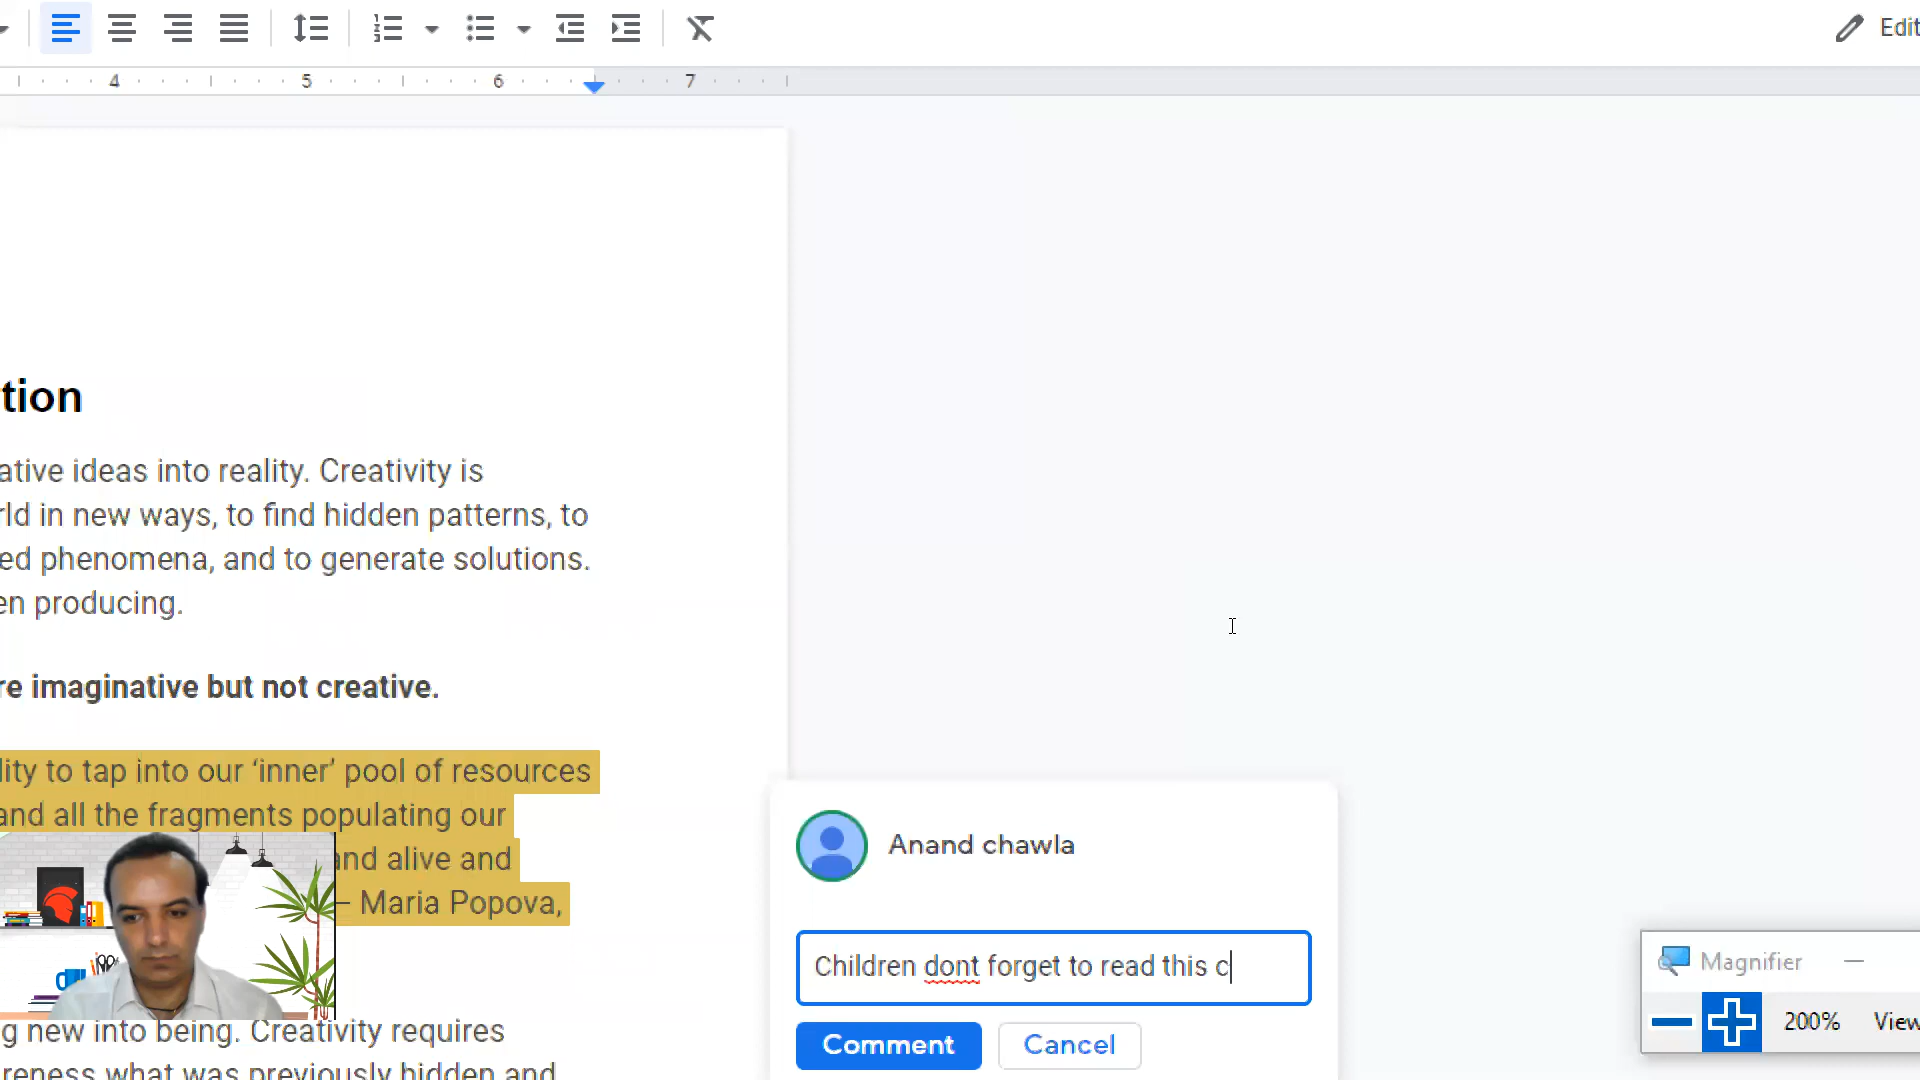 Edit
4 5 6 7
tion
ative ideas into reality. Creativity is
rld in new ways, to find hidden patterns, to
ed phenomena, and to generate solutions.
en producing.
re imaginative but not creative.
lity to tap into our ‘inner’ pool of resources
and all the fragments populating our
and alive and
– Maria Popova,
g new into being. Creativity requires
reness what was previously hidden and
Anand chawla
Children dont forget to read this c
Comment Cancel
Magnifier
200% View